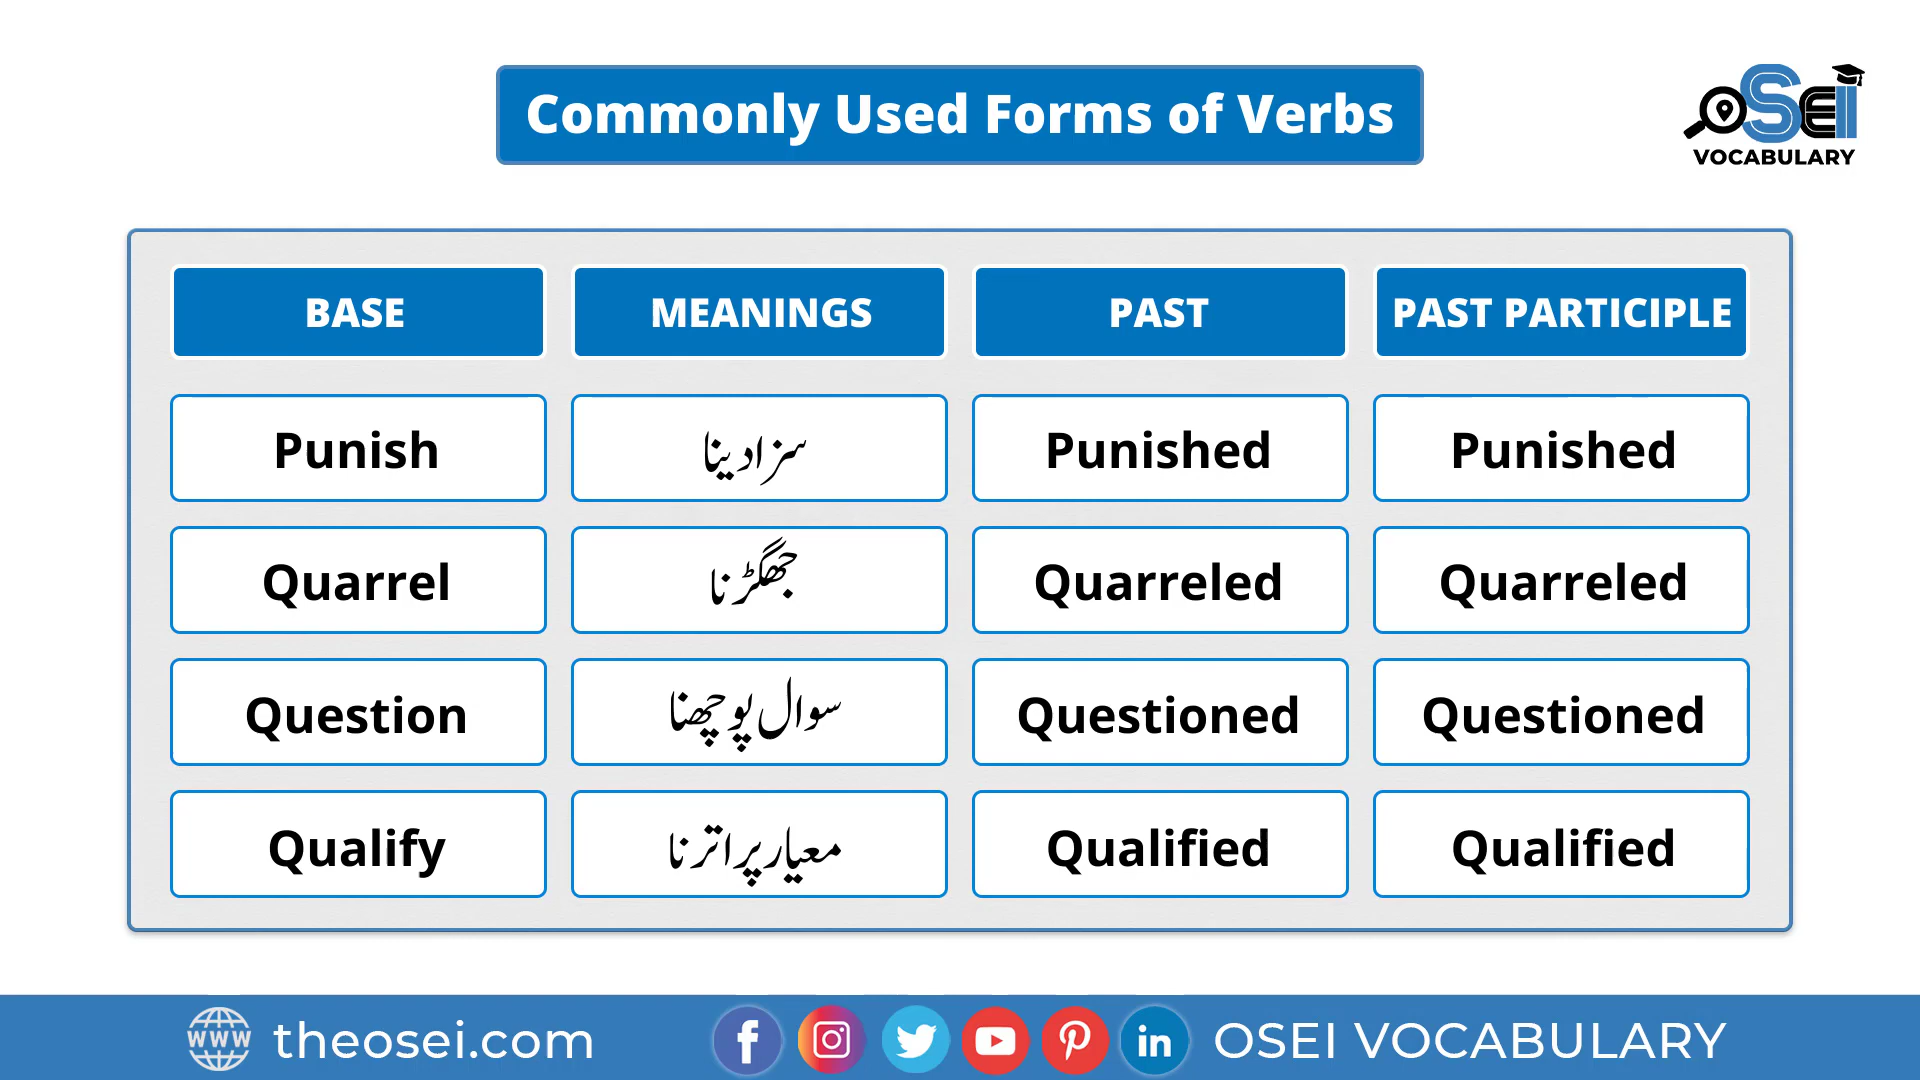 Commonly Used Forms of Verbs
OSEI
VOCABULARY
BASE MEANINGS PAST PAST PARTICIPLE
Punish سزا دینا Punished Punished
Quarrel جھگڑنا Quarreled Quarreled
Question سوال پوچھنا Questioned Questioned
Qualify معیار پر اترنا Qualified Qualified
WWW theosei.com f in OSEI VOCABULARY